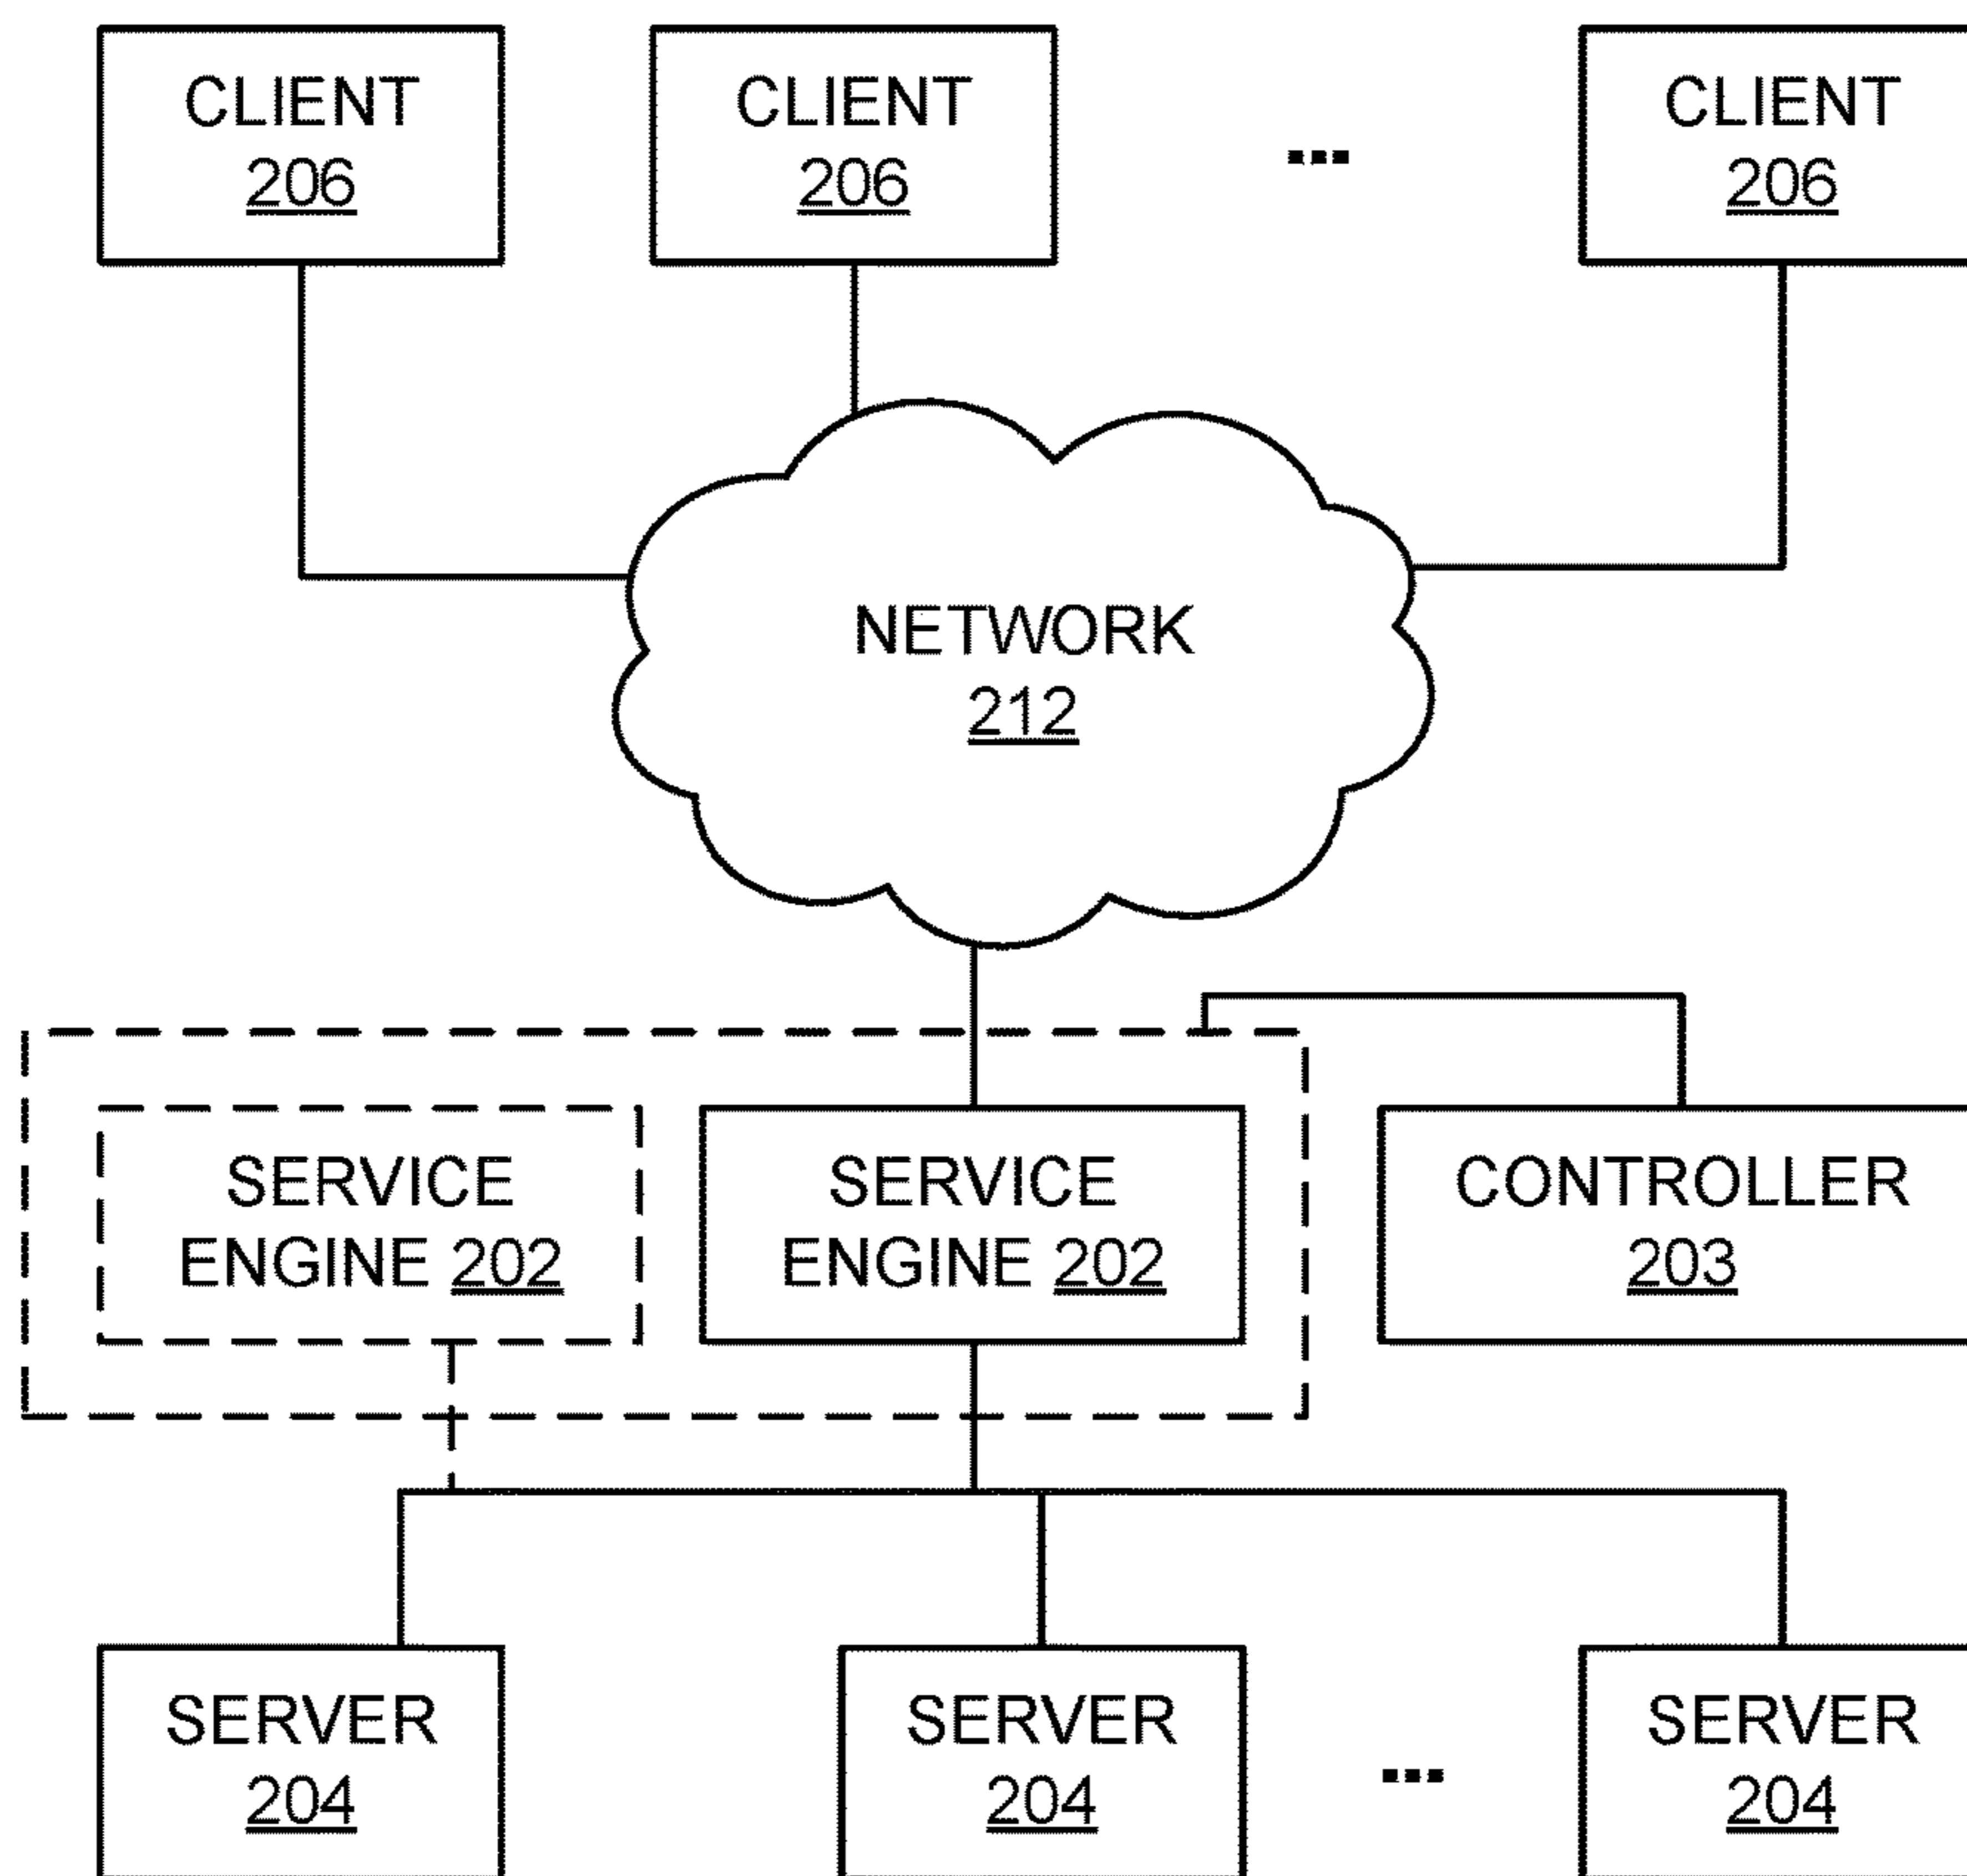 CLIENT
206
CLIENT
206
...
CLIENT
206
NETWORK
212
SERVICE
ENGINE 202
SERVICE
ENGINE 202
CONTROLLER
203
SERVER
204
SERVER
204
...
SERVER
204